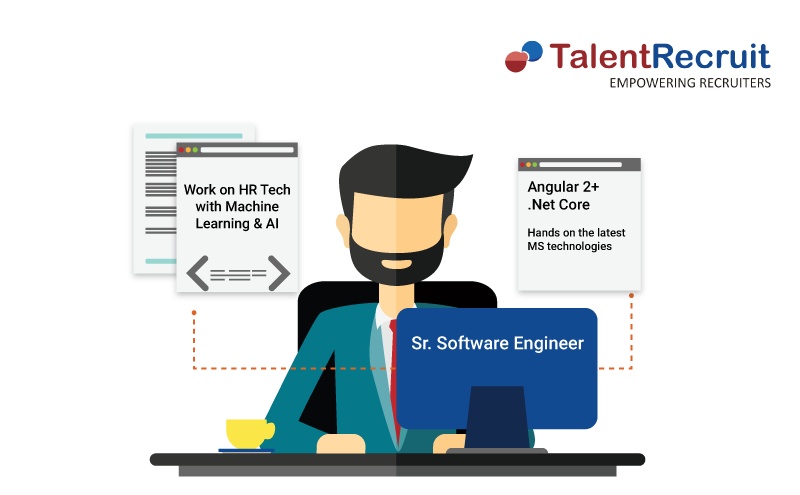 TalentRecruit
EMPOWERING RECRUITERS
Work on HR Tech
with Machine
Learning & AI
Angular 2+
.Net Core
Hands on the latest
MS technologies
Sr. Software Engineer